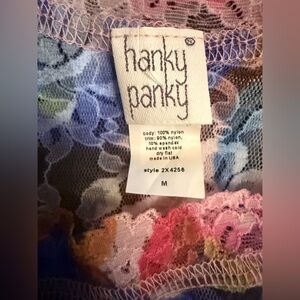 hanky®
panky
body: 100% nylon
trim: 90% nylon,
10% spandex
hand wash cold
dry flat
made in USA
style 2X4256
M